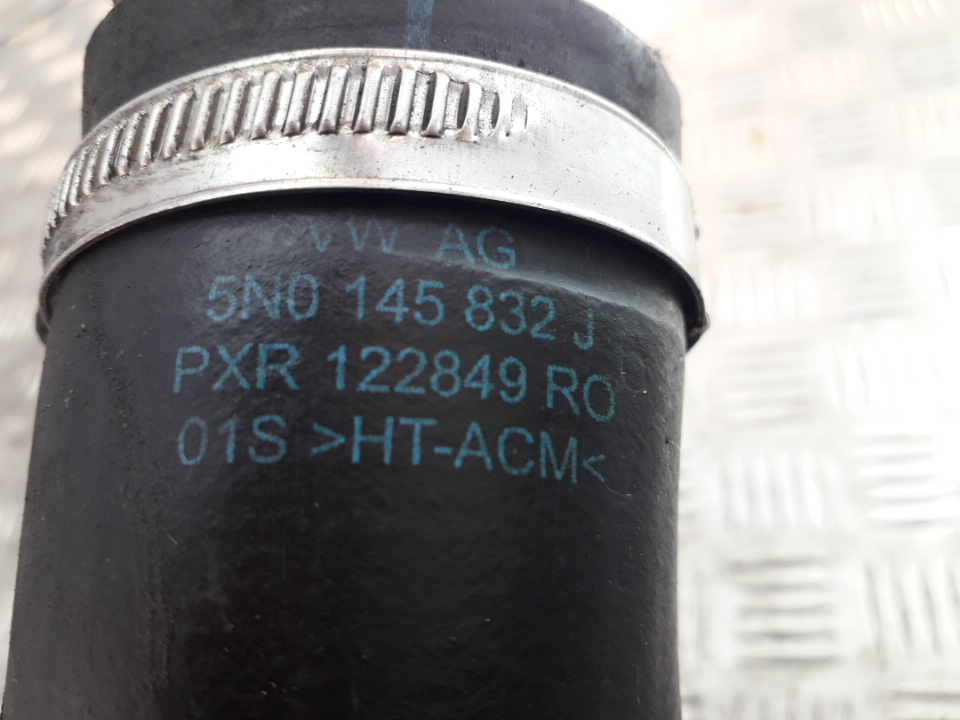 VW AG
5N0 145 832 J
PXR 122849 RO
01S >HT-ACM<